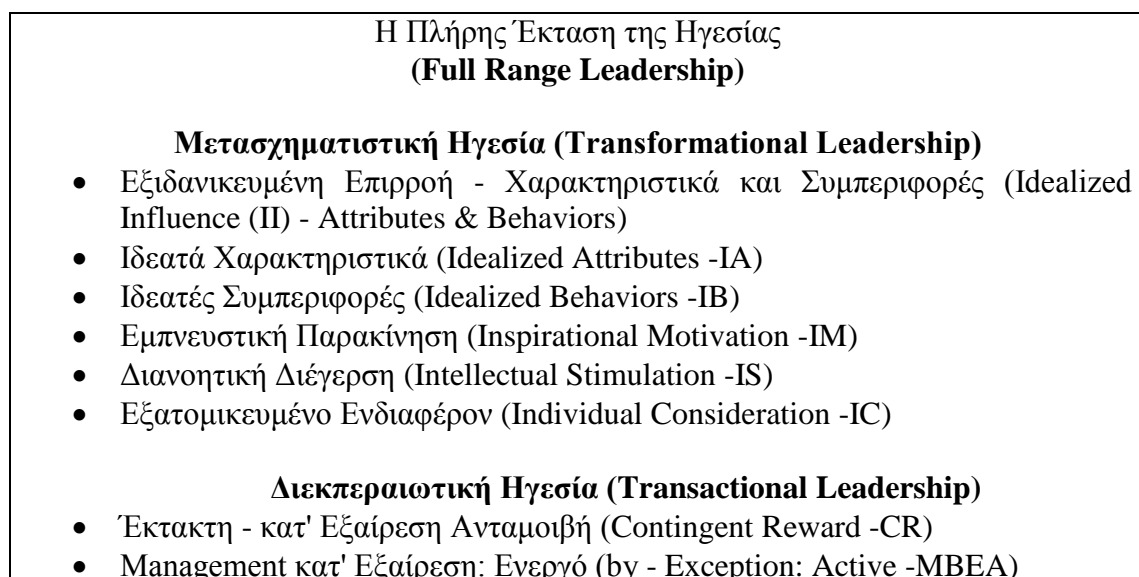 Η Πλήρης Έκταση της Ηγεσίας
(Full Range Leadership)
Μετασχηματιστική Ηγεσία (Transformational Leadership)
• Εξιδανικευμένη Επιρροή - Χαρακτηριστικά και Συμπεριφορές (Idealized
Influence (II) - Attributes & Behaviors)
• Ιδεατά Χαρακτηριστικά (Idealized Attributes -IA)
• Ιδεατές Συμπεριφορές (Idealized Behaviors -IB)
• Εμπνευστική Παρακίνηση (Inspirational Motivation -IM)
• Διανοητική Διέγερση (Intellectual Stimulation -IS)
• Εξατομικευμένο Ενδιαφέρον (Individual Consideration -IC)
Διεκπεραιωτική Ηγεσία (Transactional Leadership)
• Έκτακτη - κατ' Εξαίρεση Ανταμοιβή (Contingent Reward -CR)
• Management κατ' Εξαίρεση: Ενεργό (by - Exception: Active -MBEA)